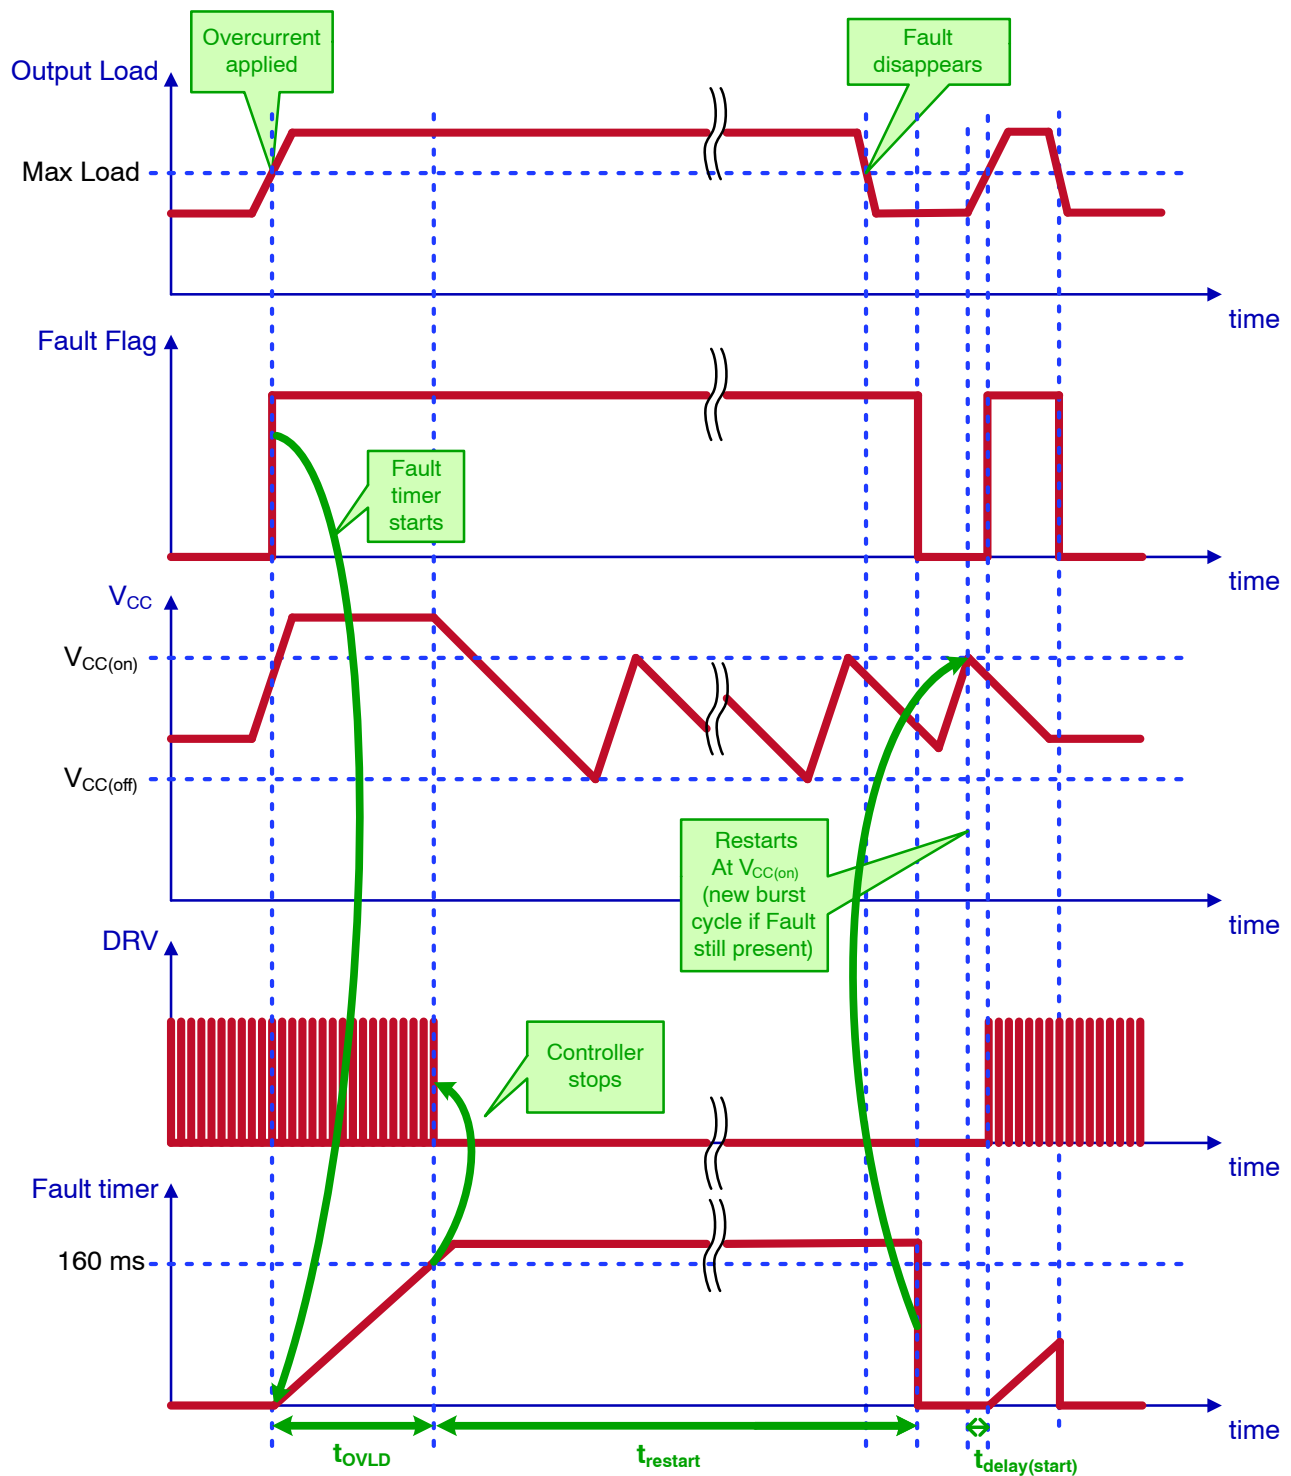 Overcurrent
applied
Fault
disappears
Output Load
Max Load
time
Fault Flag
Fault
timer
starts
time
VCC
VCC(on)
VCC(off)
Restarts
At VCC(on)
(new burst
cycle if Fault
still present)
time
DRV
Controller
stops
time
Fault timer
160 ms
time
tOVLD
trestart
tdelay(start)